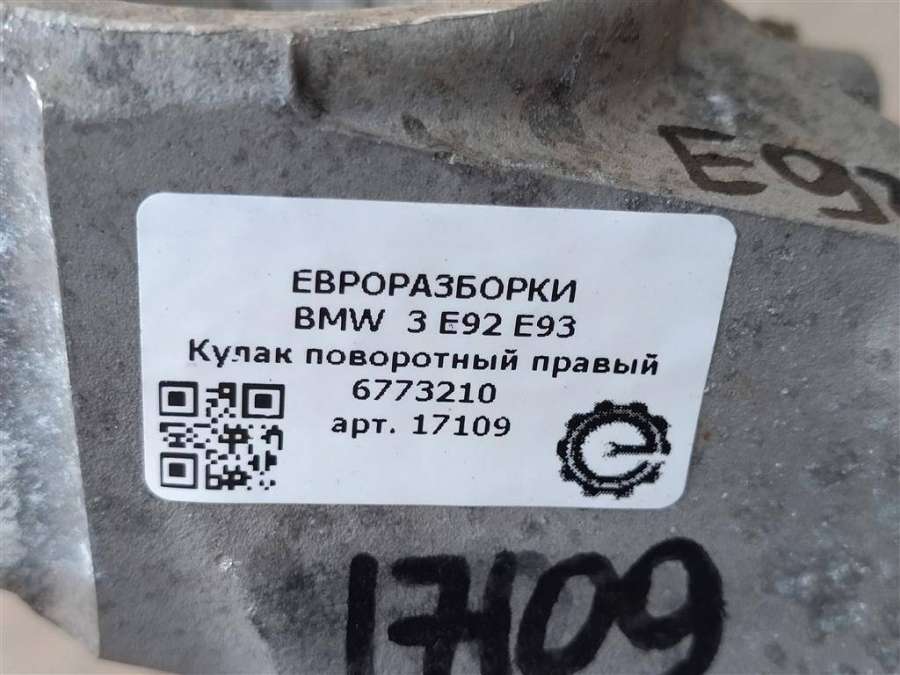 E92
ЕВРОРАЗБОРКИ
BMW 3 E92 E93
Кулак поворотный правый
6773210
арт. 17109
17109